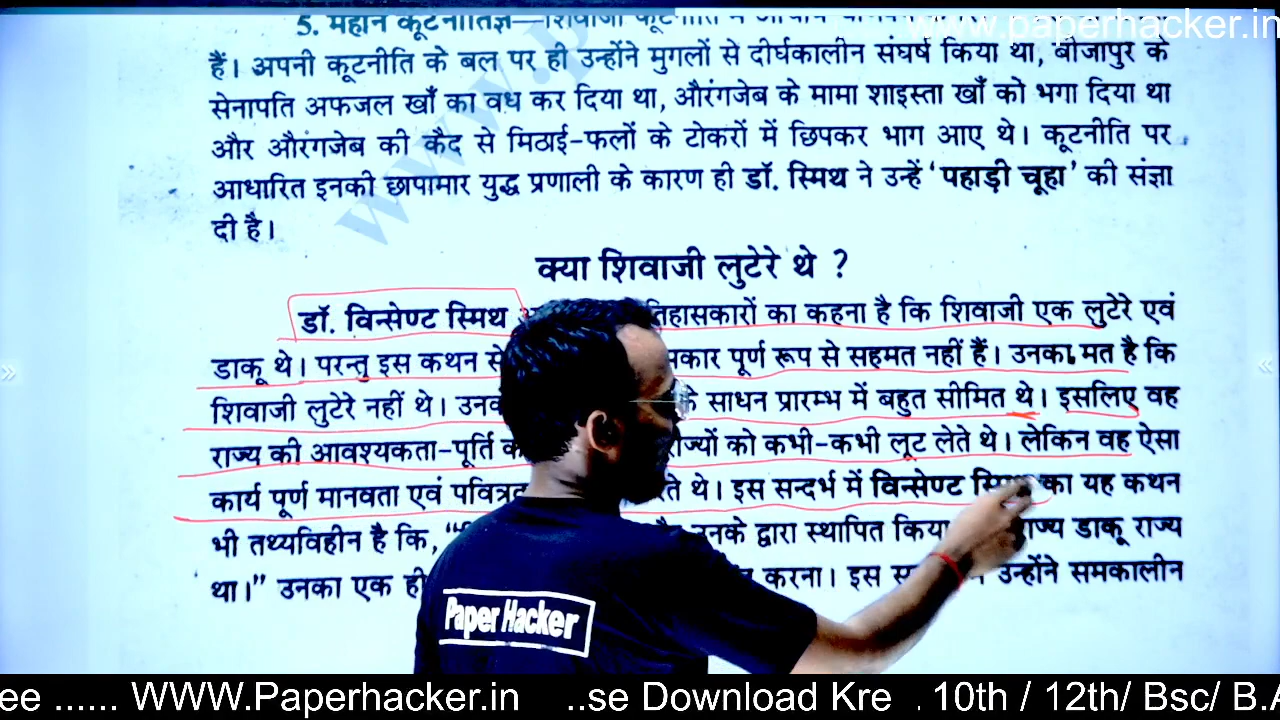 www.paperhacker.in
5. महान कूटनीतिज्ञ—शिवाजी कूटनीति में
हैं। अपनी कूटनीति के बल पर ही उन्होंने मुगलों से दीर्घकालीन संघर्ष किया था, बीजापुर के
सेनापति अफजल खाँ का वध कर दिया था, औरंगजेब के मामा शाइस्ता खाँ को भगा दिया था
और औरंगजेब की कैद से मिठाई-फलों के टोकरों में छिपकर भाग आए थे। कूटनीति पर
आधारित इनकी छापामार युद्ध प्रणाली के कारण ही डॉ. स्मिथ ने उन्हें ‘पहाड़ी चूहा’ की संज्ञा
दी है।
क्या शिवाजी लुटेरे थे ?
डॉ. विन्सेण्ट स्मिथ तिहासकारों का कहना है कि शिवाजी एक लुटेरे एवं
डाकू थे। परन्तु इस कथन से कार पूर्ण रूप से सहमत नहीं हैं। उनका मत है कि
शिवाजी लुटेरे नहीं थे। उनके के साधन प्रारम्भ में बहुत सीमित थे। इसलिए वह
राज्य की आवश्यकता-पूर्ति राज्यों को कभी-कभी लूट लेते थे। लेकिन वह ऐसा
कार्य पूर्ण मानवता एवं ते थे। इस सन्दर्भ में विन्सेण्ट स्मिथ का यह कथन
भी तथ्यविहीन है कि, “ उनके द्वारा स्थापित किया राज्य डाकू राज्य
था।” उनका एक ही करना। इस उन्होंने समकालीन
Paper Hacker
ee ...... WWW.Paperhacker.in ..se Download Kre . 10th / 12th/ Bsc/ B.A